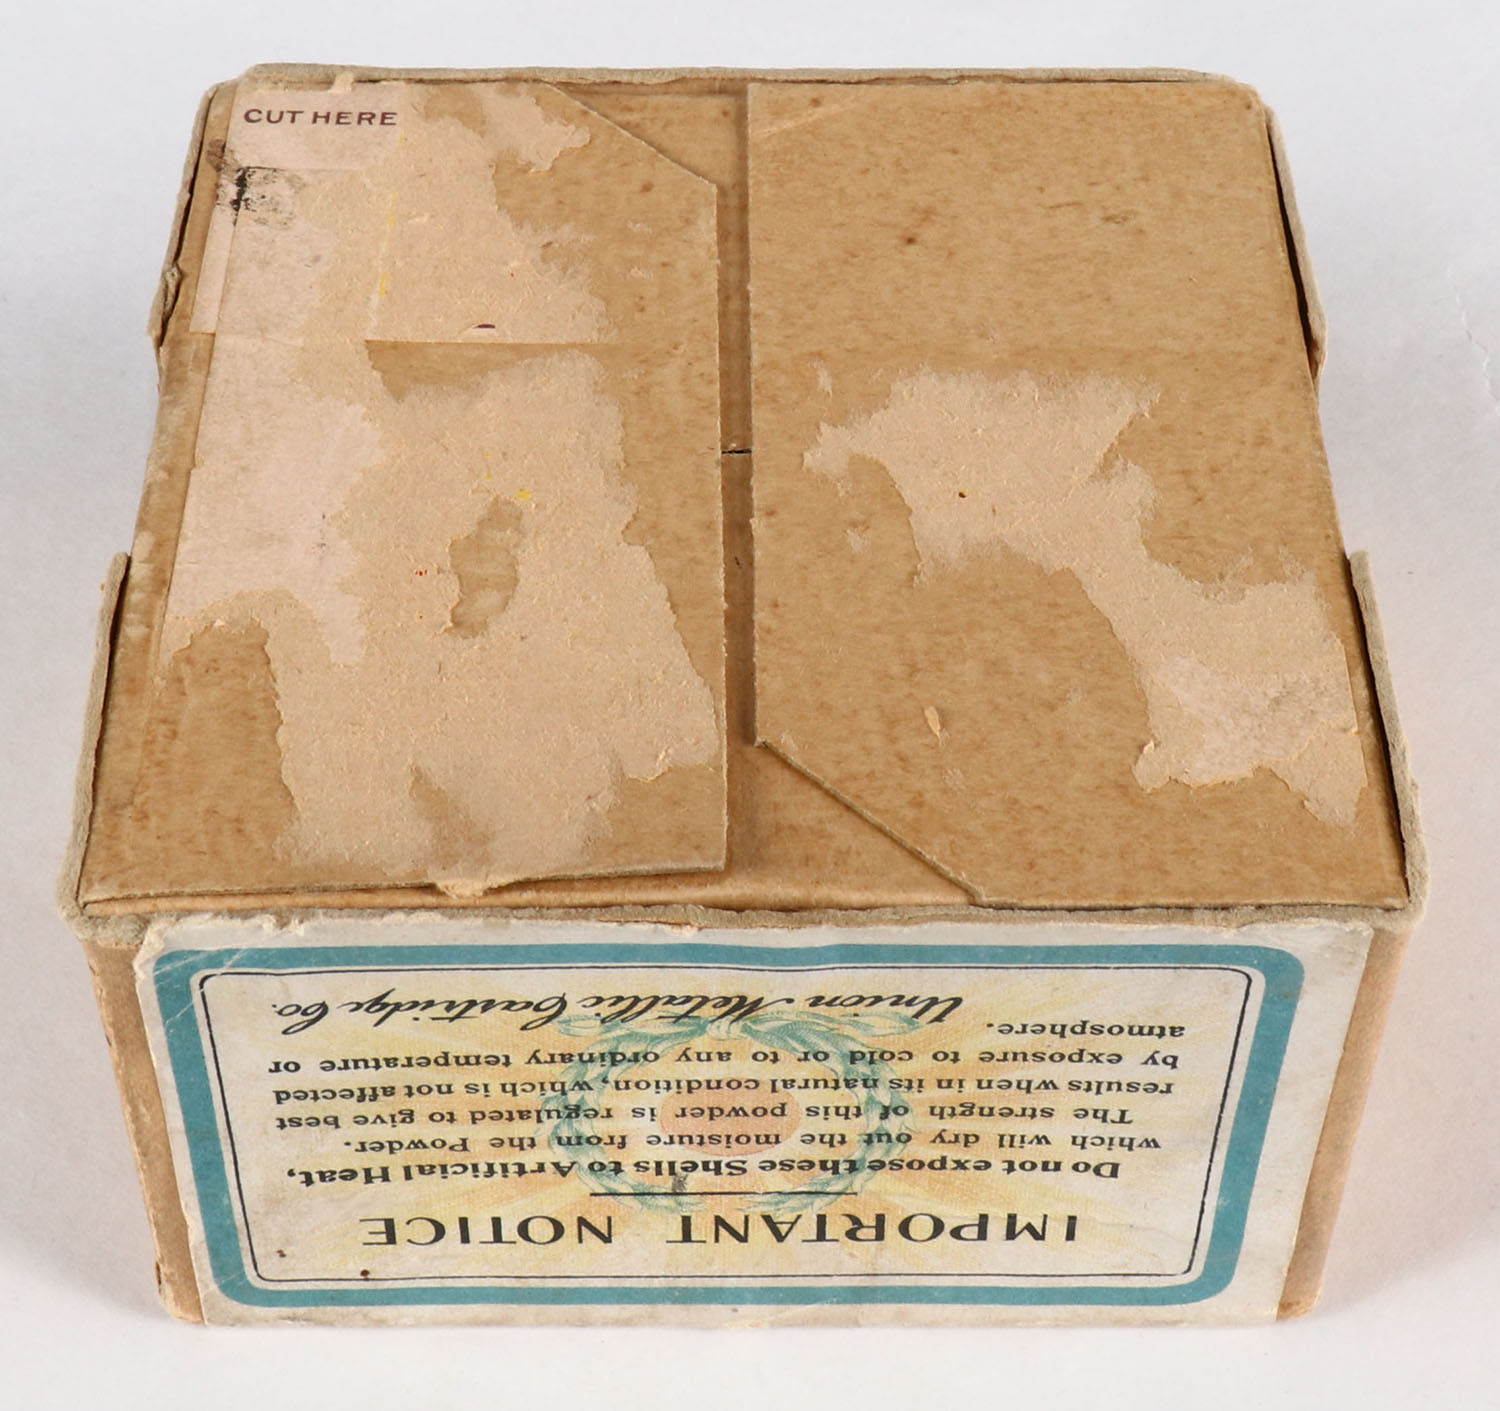 CUT HERE
IMPORTANT NOTICE
Do not expose these Shells to Artificial Heat,
which will dry out the moisture from the Powder.
The strength of this powder is regulated to give best
results when in its natural condition, which is not affected
by exposure to cold or to any ordinary temperature or
atmosphere.
Union Metallic Cartridge Co.